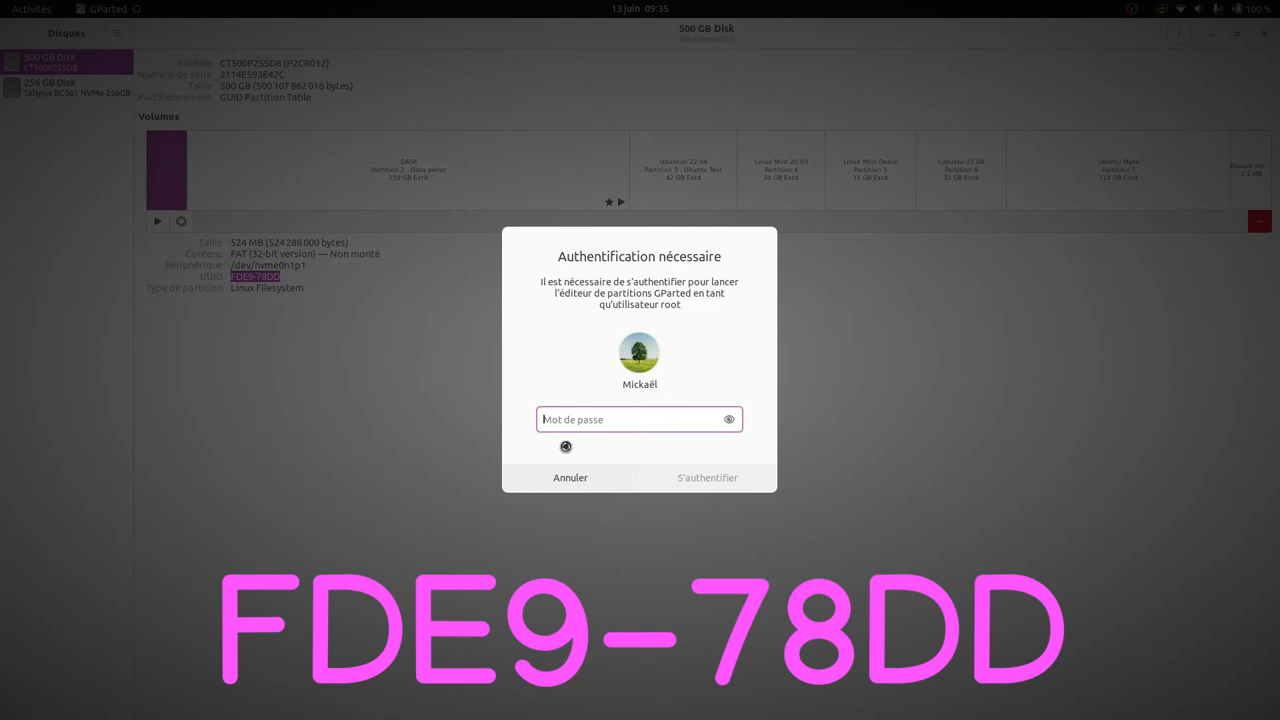 Activités
GParted
13 juin 09:35
100 %
Disques
500 GB Disk
/dev/nvme0n1
500 GB Disk
CT500P2SSD8
256 GB Disk
Skhynix BC501 NVMe 256GB
Modèle CT500P2SSD8 (P2CR012)
Numéro de série 2114E593E42C
Taille 500 GB (500 107 862 016 bytes)
Partitionnement GUID Partition Table
Volumes
DATA
Partition 2 : Data perso
250 GB Ext4
Ubuntun 22.04
Partition 3 : Ubuntu Test
42 GB Ext4
Linux Mint 20.03
Partition 4
30 GB Ext4
Linux Mint Debia
Partition 5
31 GB Ext4
Lubuntu 22.04
Partition 6
32 GB Ext4
Ubuntu Mate
Partition 7
114 GB Ext4
Espace dis...
1,1 MB
Taille 524 MB (524 288 000 bytes)
Contenu FAT (32-bit version) — Non monté
Périphérique /dev/nvme0n1p1
UUID FDE9-78DD
Type de partition Linux Filesystem
Authentification nécessaire
Il est nécessaire de s'authentifier pour lancer
l'éditeur de partitions GParted en tant
qu'utilisateur root
Mickaël
Mot de passe
Annuler
S'authentifier
FDE9-78DD